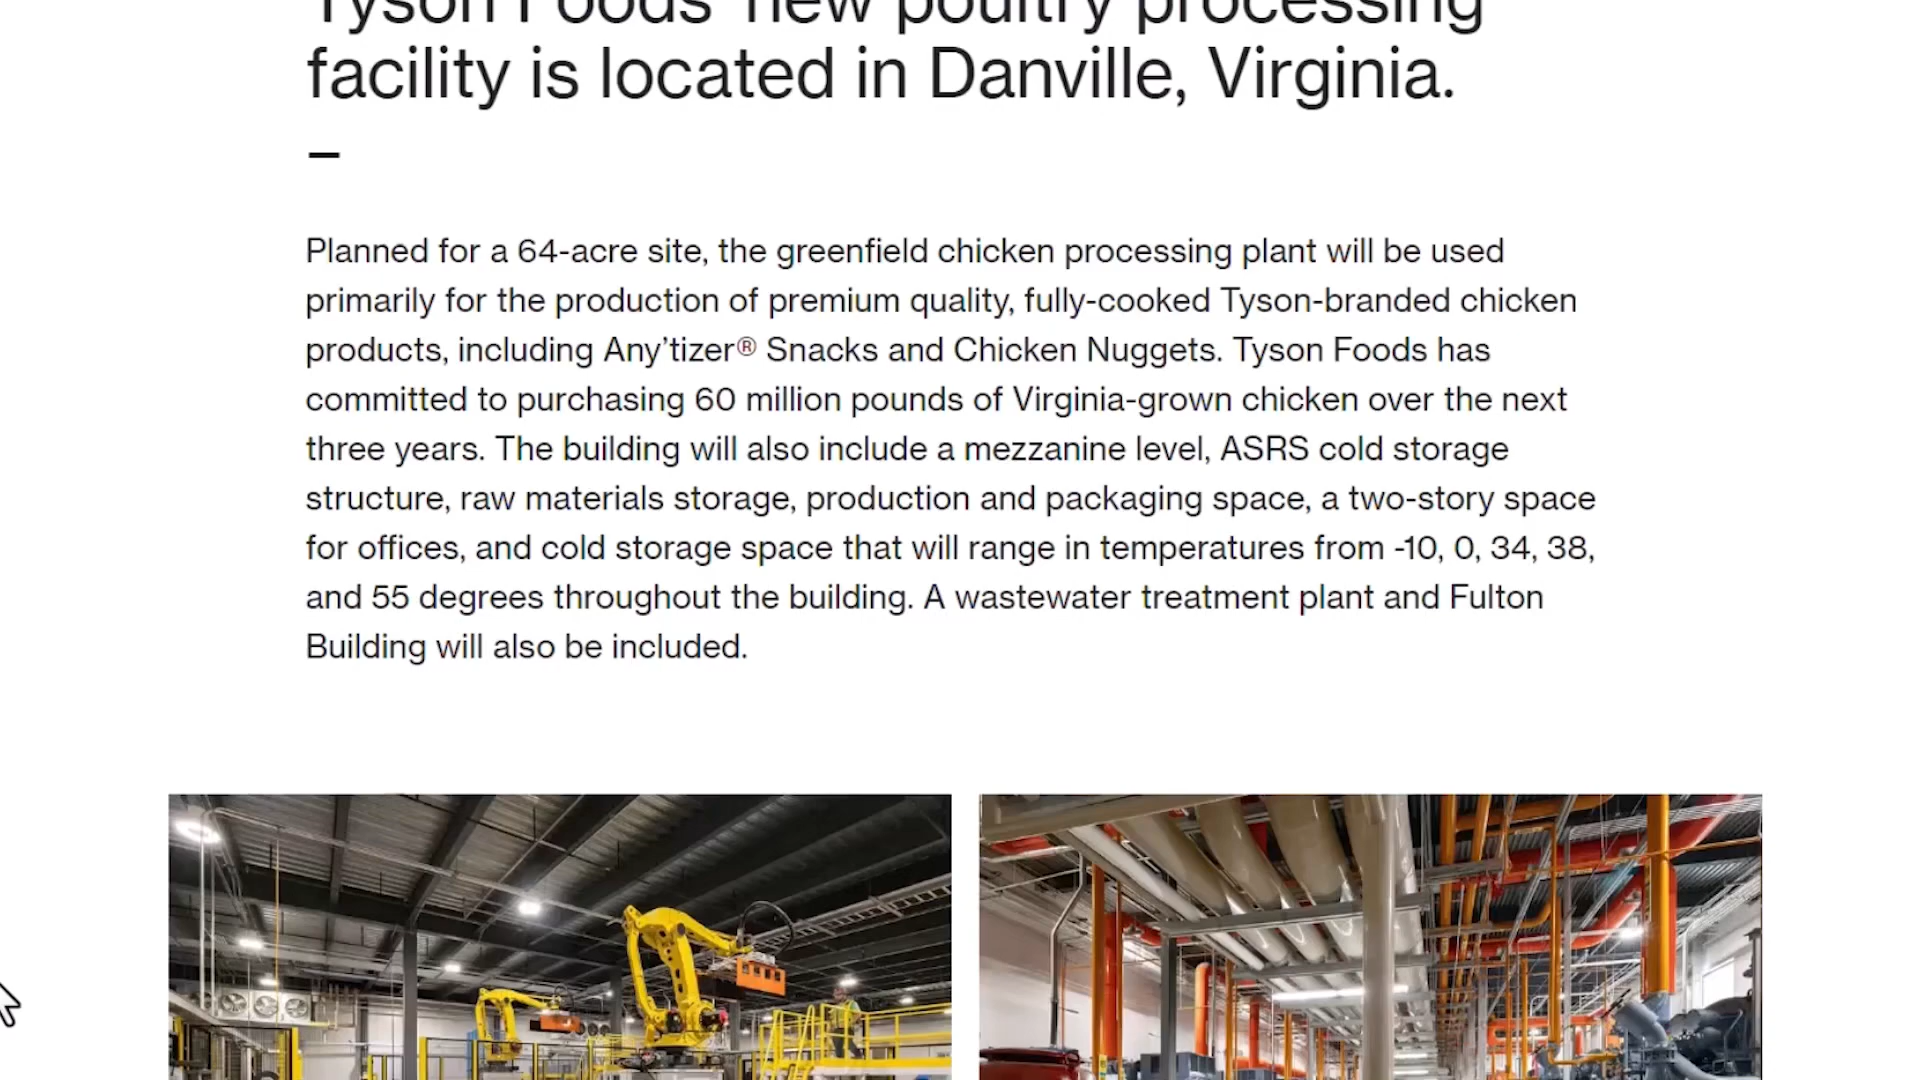 Tyson Foods' new poultry processing
facility is located in Danville, Virginia.
Planned for a 64-acre site, the greenfield chicken processing plant will be used
primarily for the production of premium quality, fully-cooked Tyson-branded chicken
products, including Any’tizer® Snacks and Chicken Nuggets. Tyson Foods has
committed to purchasing 60 million pounds of Virginia-grown chicken over the next
three years. The building will also include a mezzanine level, ASRS cold storage
structure, raw materials storage, production and packaging space, a two-story space
for offices, and cold storage space that will range in temperatures from -10, 0, 34, 38,
and 55 degrees throughout the building. A wastewater treatment plant and Fulton
Building will also be included.